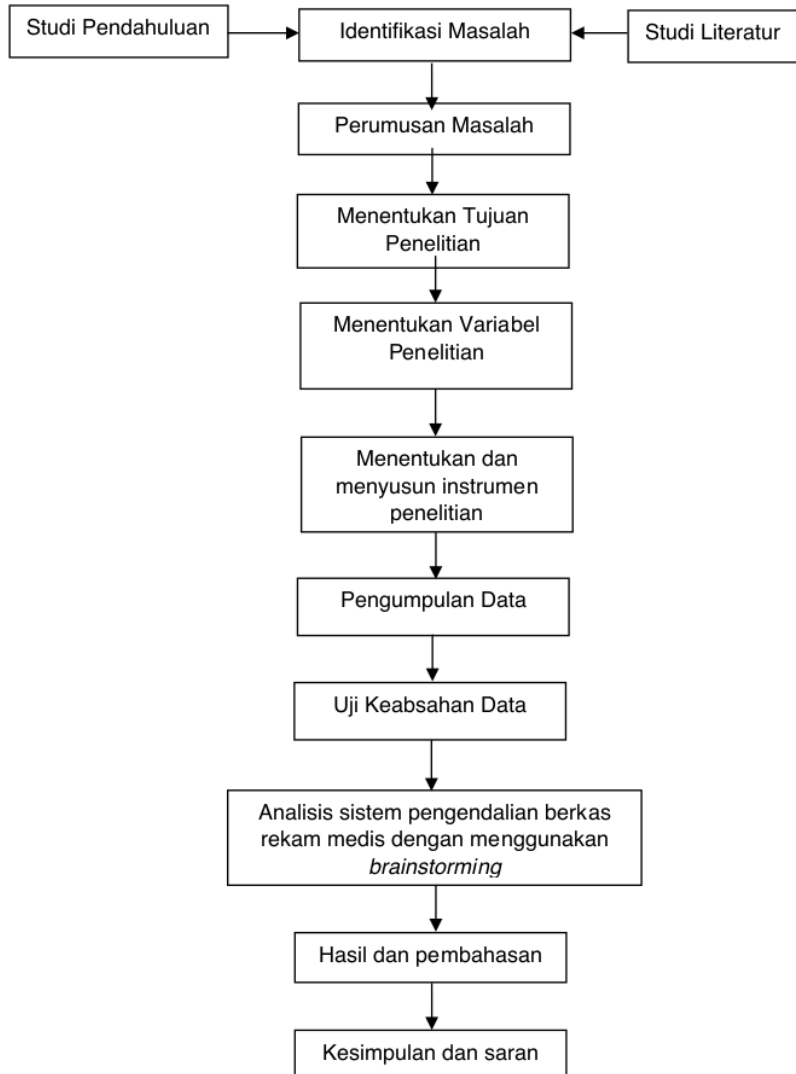 Studi Pendahuluan
Identifikasi Masalah
Studi Literatur
Perumusan Masalah
Menentukan Tujuan
Penelitian
Menentukan Variabel
Penelitian
Menentukan dan
menyusun instrumen
penelitian
Pengumpulan Data
Uji Keabsahan Data
Analisis sistem pengendalian berkas
rekam medis dengan menggunakan
brainstorming
Hasil dan pembahasan
Kesimpulan dan saran